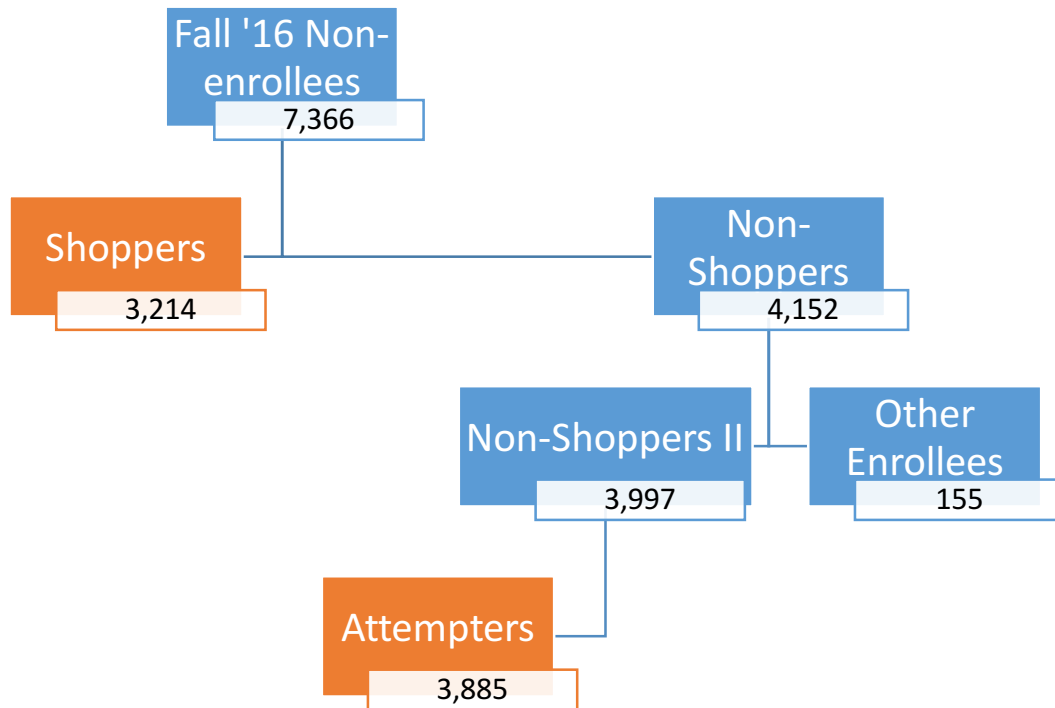 Fall '16 Non-
enrollees
7,366
Shoppers
3,214
Non-
Shoppers
4,152
Non-Shoppers II
3,997
Other
Enrollees
155
Attempters
3,885